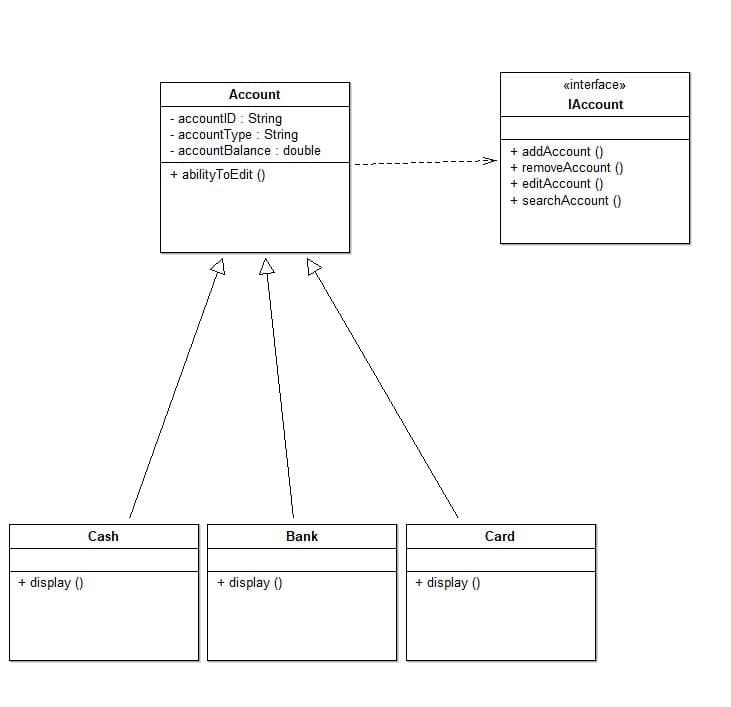 Account
- accountID : String
- accountType : String
- accountBalance : double
+ abilityToEdit ()
«interface»
IAccount
+ addAccount ()
+ removeAccount ()
+ editAccount ()
+ searchAccount ()
Cash
+ display ()
Bank
+ display ()
Card
+ display ()